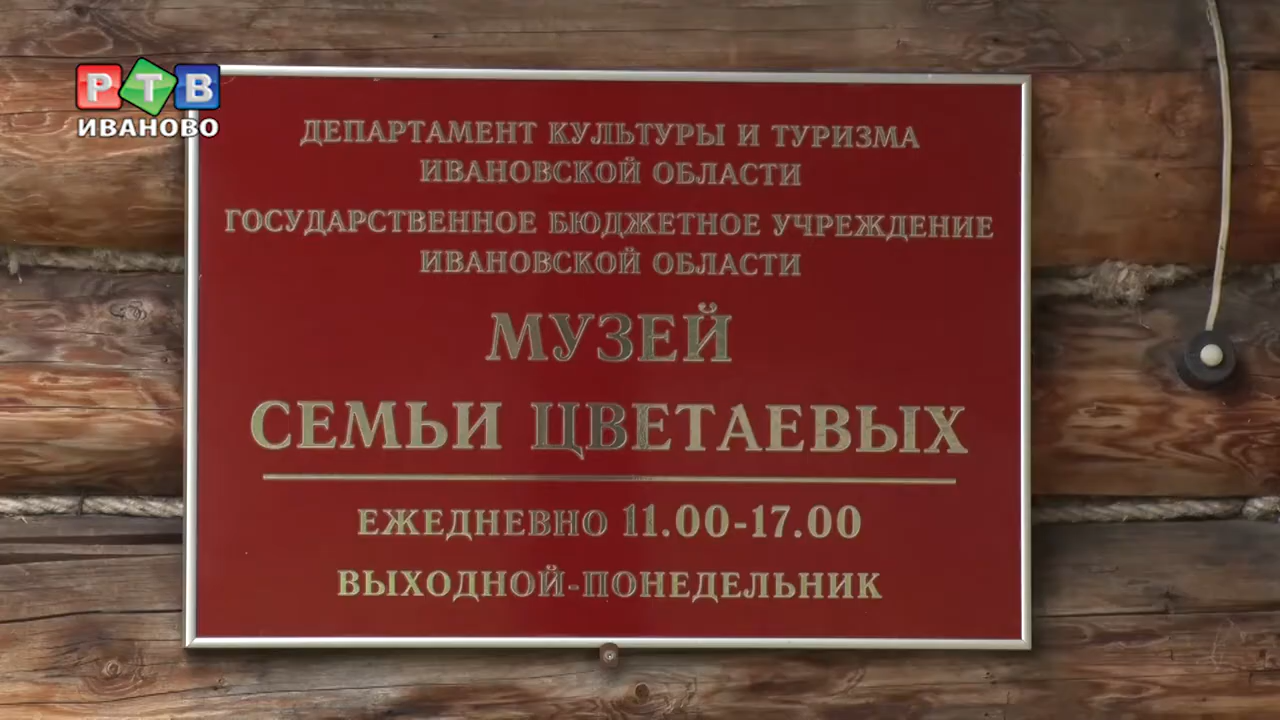 РТВ
ИВАНОВО
ДЕПАРТАМЕНТ КУЛЬТУРЫ И ТУРИЗМА
ИВАНОВСКОЙ ОБЛАСТИ
ГОСУДАРСТВЕННОЕ БЮДЖЕТНОЕ УЧРЕЖДЕНИЕ
ИВАНОВСКОЙ ОБЛАСТИ
МУЗЕЙ
СЕМЬИ ЦВЕТАЕВЫХ
ЕЖЕДНЕВНО 11.00-17.00
ВЫХОДНОЙ-ПОНЕДЕЛЬНИК